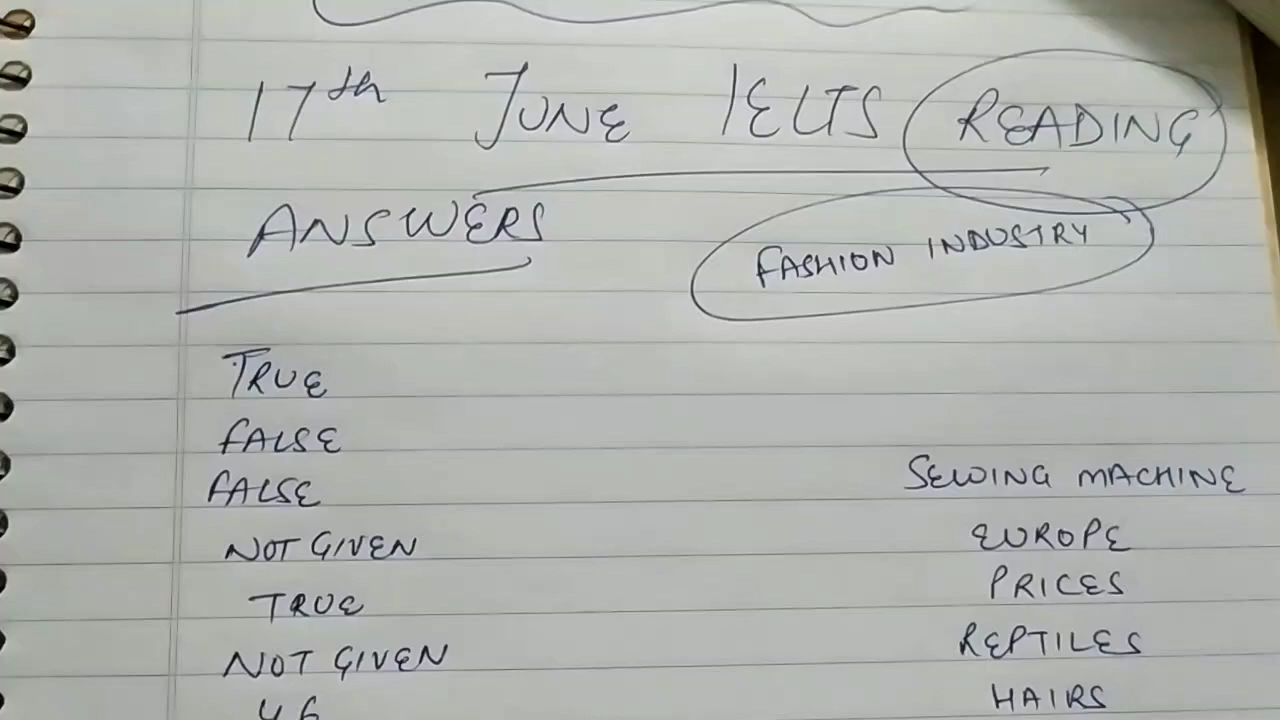 17th JUNE IELTS READING
ANSWERS
FASHION INDUSTRY
TRUE
FALSE
FALSE
NOT GIVEN
TRUE
NOT GIVEN
SEWING MACHINE
EUROPE
PRICES
REPTILES
HAIRS